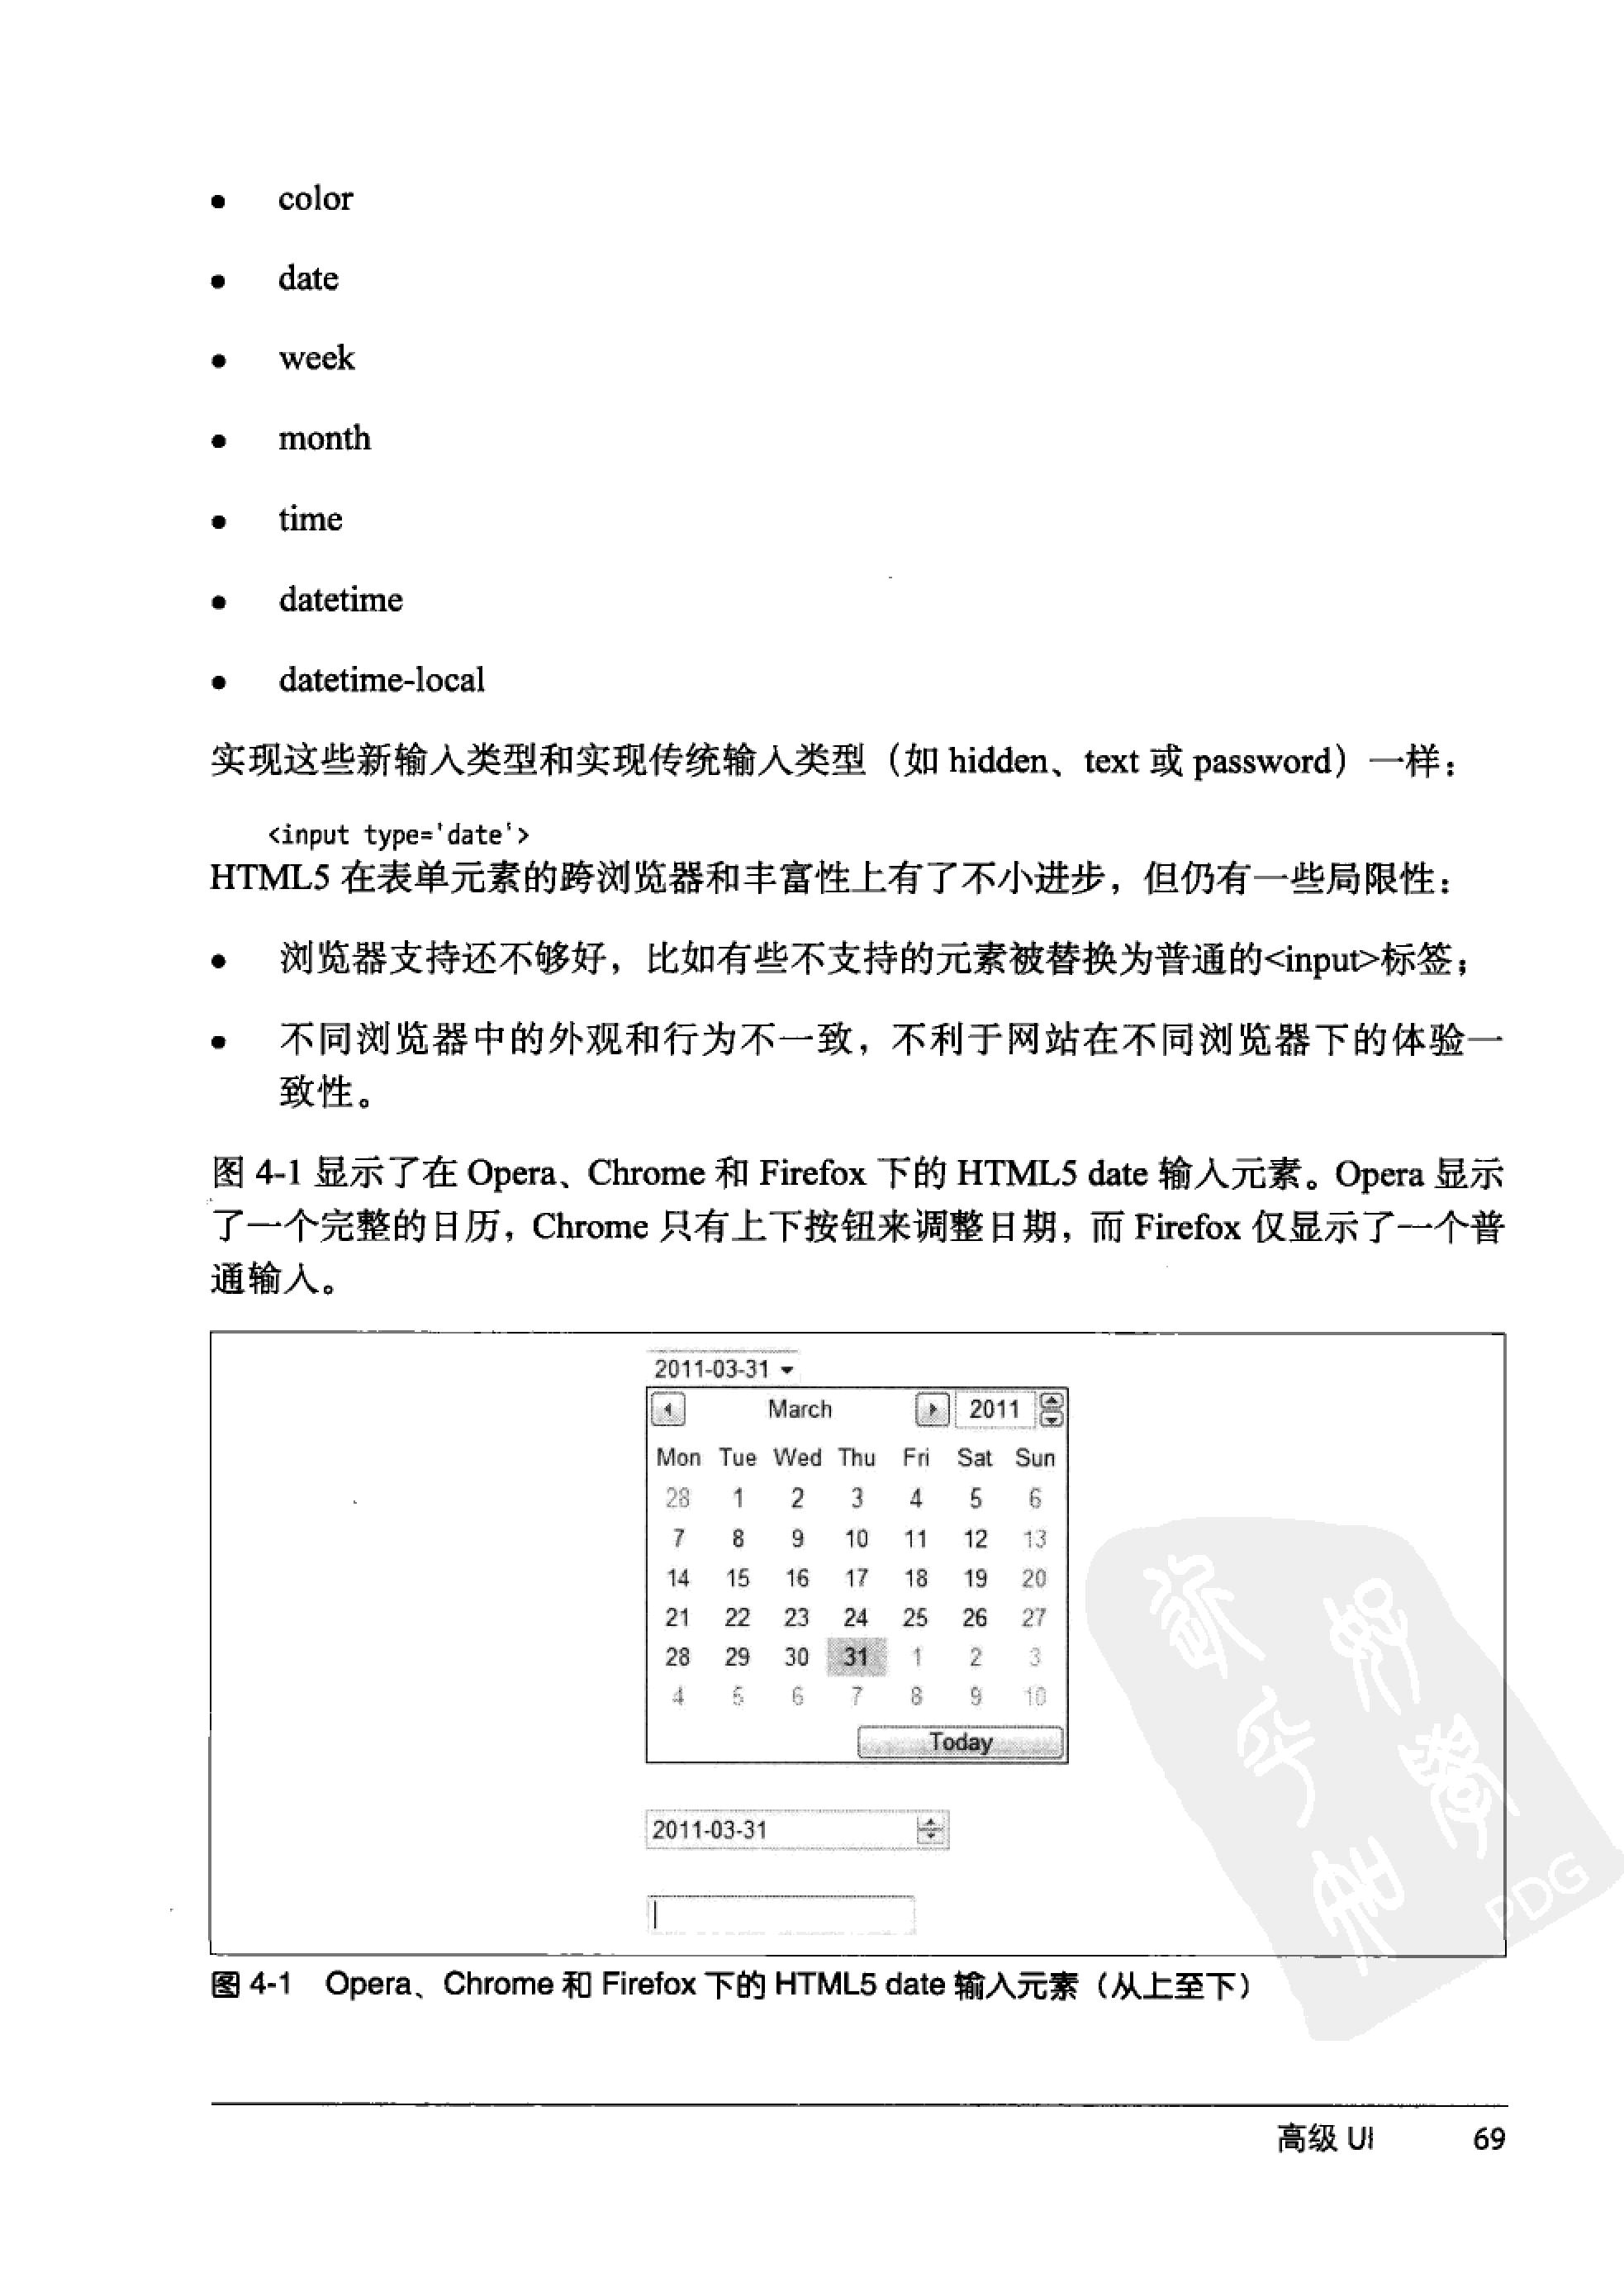 • color
• date
• week
• month
• time
• datetime
• datetime-local
实现这些新输入类型和实现传统输入类型（如 hidden、text 或 password）一样：
<input type='date'>
HTML5 在表单元素的跨浏览器和丰富性上有了不小进步，但仍有一些局限性：
• 浏览器支持还不够好，比如有些不支持的元素被替换为普通的<input>标签；
• 不同浏览器中的外观和行为不一致，不利于网站在不同浏览器下的体验一
致性。
图 4-1 显示了在 Opera、Chrome 和 Firefox 下的 HTML5 date 输入元素。Opera 显示
了一个完整的日历，Chrome 只有上下按钮来调整日期，而 Firefox 仅显示了一个普
通输入。
2011-03-31
March 2011
Mon Tue Wed Thu Fri Sat Sun
28 1 2 3 4 5 6
7 8 9 10 11 12 13
14 15 16 17 18 19 20
21 22 23 24 25 26 27
28 29 30 31 1 2 3
4 5 6 7 8 9 10
Today
2011-03-31
PDG
图 4-1 Opera、Chrome 和 Firefox 下的 HTML5 date 输入元素（从上至下）
高级 UI 69